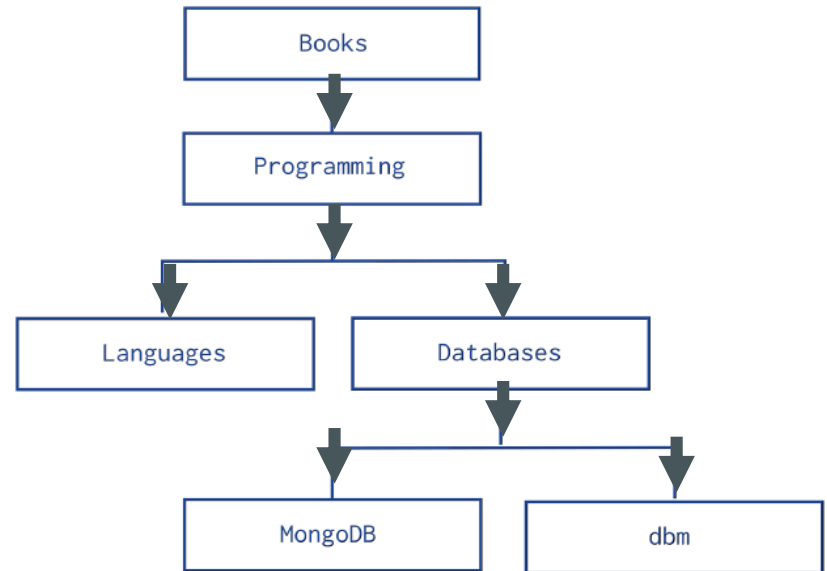 Books
Programming
Languages
Databases
MongoDB
dbm